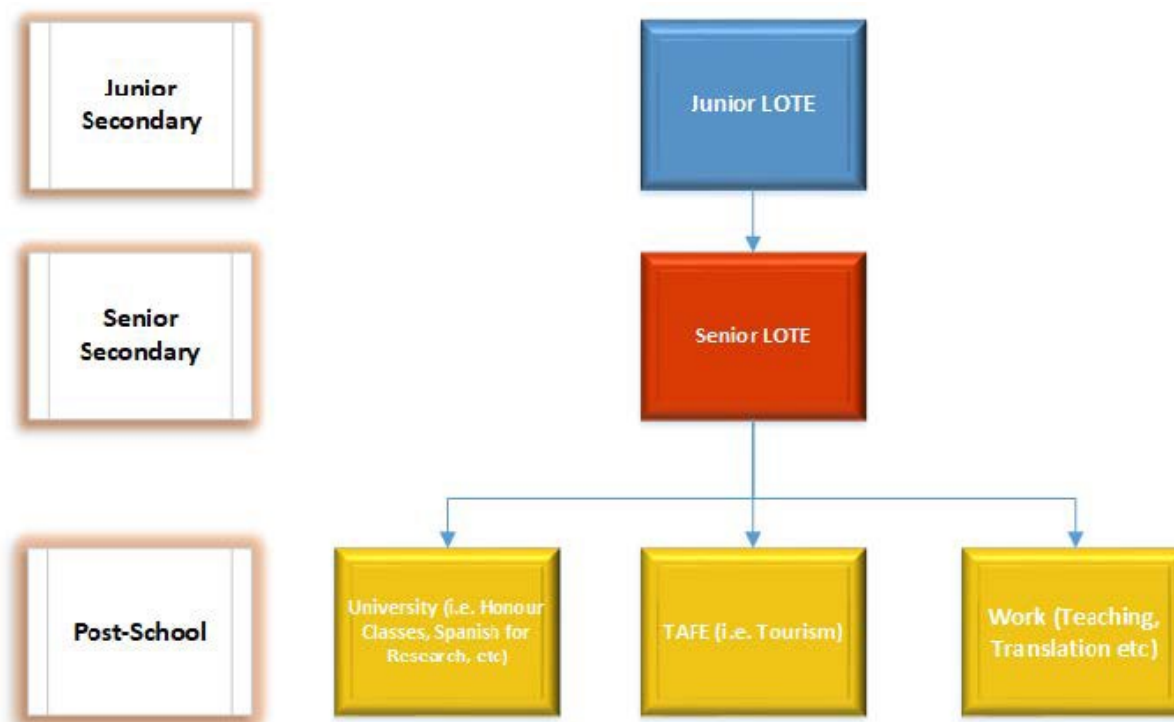 Junior
Secondary
Junior LOTE
Senior
Secondary
Senior LOTE
Post-School
University (i.e. Honour
Classes, Spanish for
Research, etc)
TAFE (i.e. Tourism)
Work (Teaching,
Translation etc)